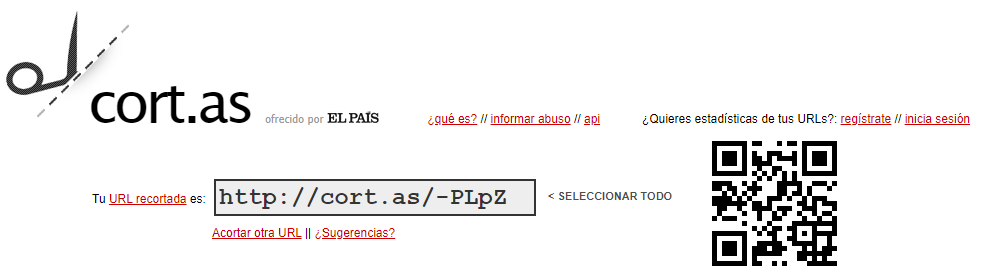 cort.as ofrecido por EL PAÍS
¿qué es? // informar abuso // api
¿Quieres estadísticas de tus URLs?: regístrate // inicia sesión
Tu URL recortada es: http://cort.as/-PLpZ < SELECCIONAR TODO
Acortar otra URL || ¿Sugerencias?